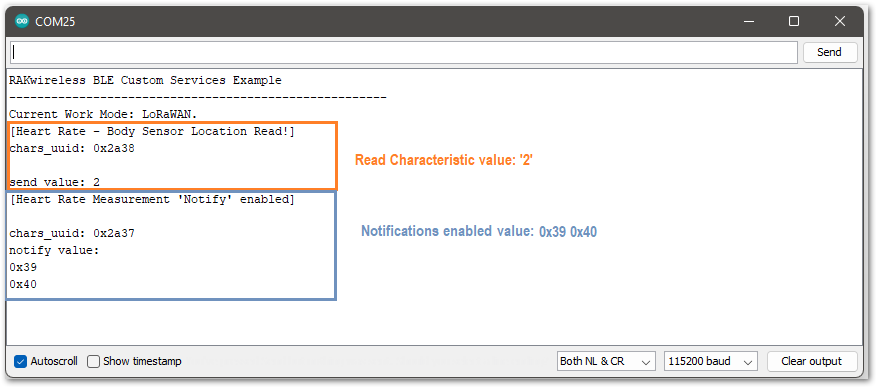 COM25
Send
RAKwireless BLE Custom Services Example
------------------------------------------------------
Current Work Mode: LoRaWAN.
[Heart Rate - Body Sensor Location Read!]
chars_uuid: 0x2a38
Read Characteristic value: '2'
send value: 2
[Heart Rate Measurement 'Notify' enabled]
chars_uuid: 0x2a37
Notifications enabled value: 0x39 0x40
notify value:
0x39
0x40
Autoscroll
Show timestamp
Both NL & CR
115200 baud
Clear output